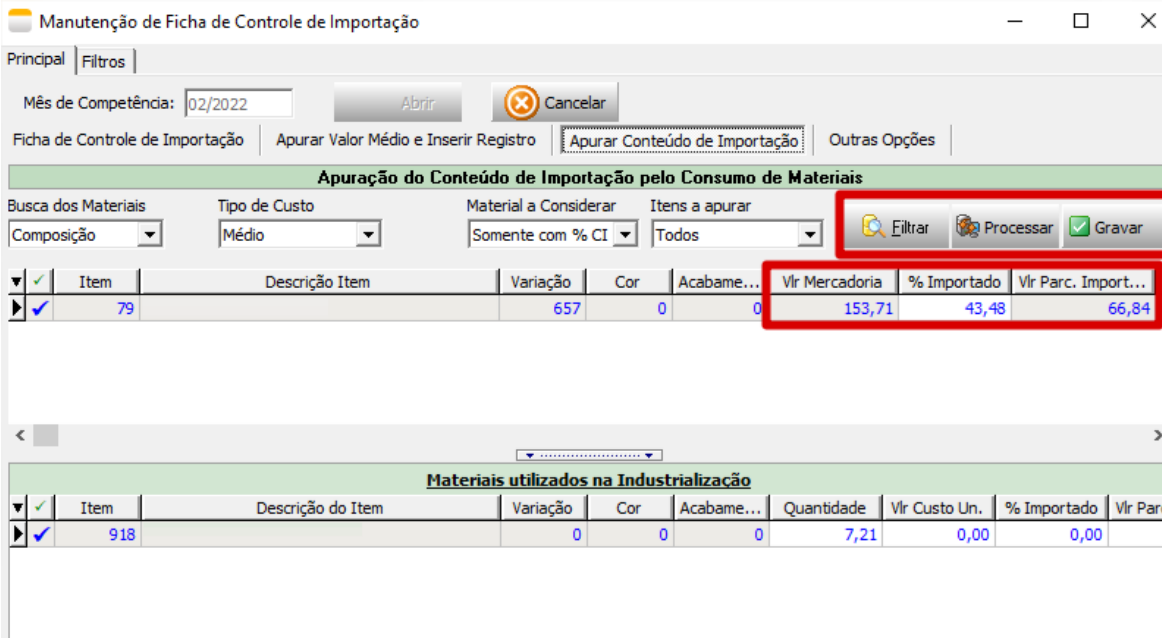 Manutenção de Ficha de Controle de Importação
Principal Filtros
Mês de Competência: 02/2022 Abrir Cancelar
Ficha de Controle de Importação Apurar Valor Médio e Inserir Registro Apurar Conteúdo de Importação Outras Opções
Apuração do Conteúdo de Importação pelo Consumo de Materiais
Busca dos Materiais Tipo de Custo Material a Considerar Itens a apurar
Composição Médio Somente com % CI Todos Filtrar Processar Gravar
Item Descrição Item Variação Cor Acabame... Vlr Mercadoria % Importado Vlr Parc. Import...
79 657 0 0 153,71 43,48 66,84
Materiais utilizados na Industrialização
Item Descrição do Item Variação Cor Acabame... Quantidade Vlr Custo Un. % Importado Vlr Par
918 0 0 0 7,21 0,00 0,00